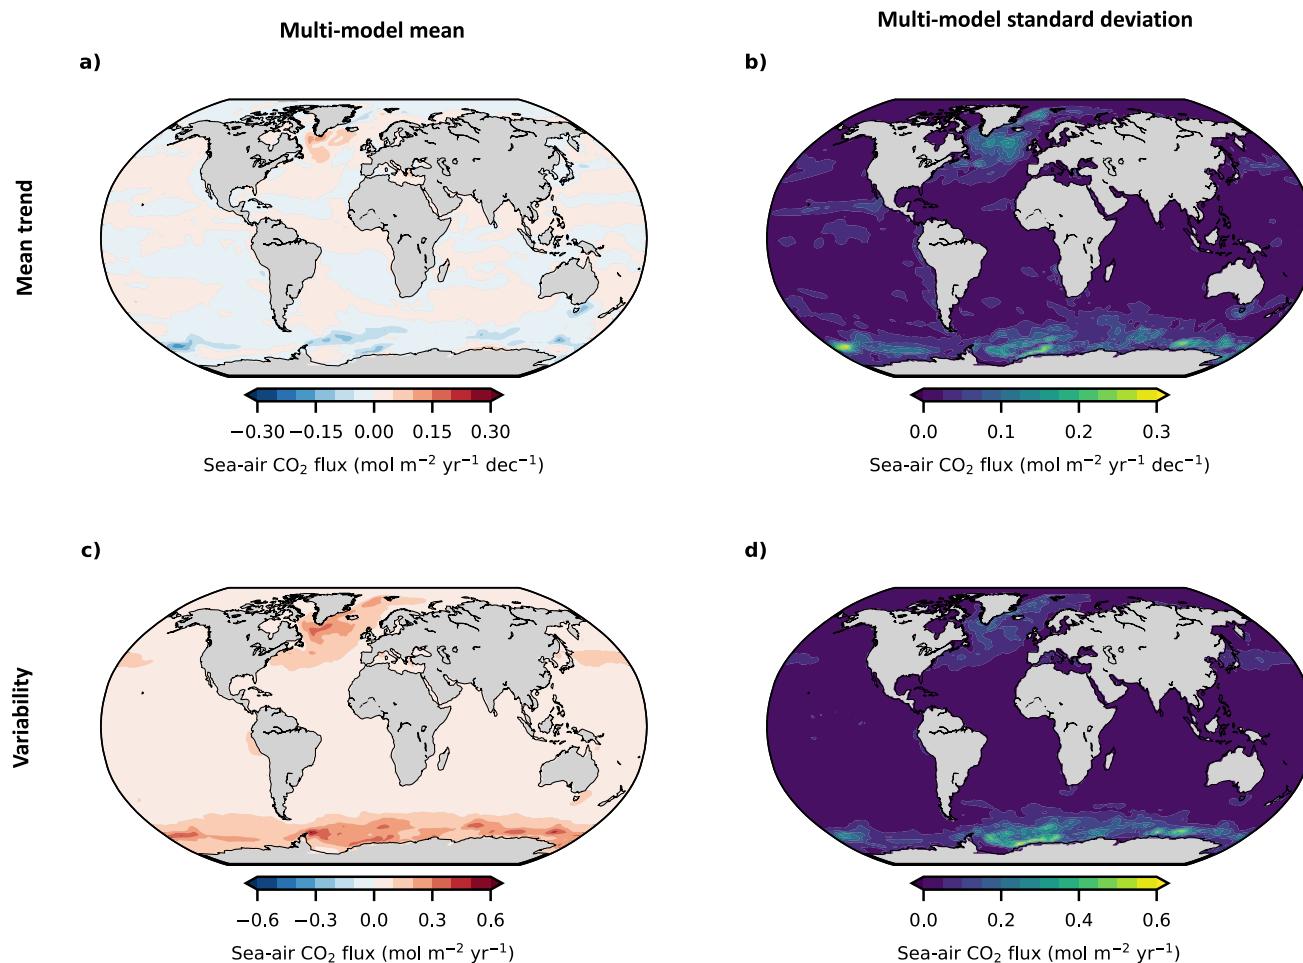 Multi-model mean
Multi-model standard deviation
a)
b)
Mean trend
−0.30 −0.15 0.00 0.15 0.30
Sea-air CO₂ flux (mol m⁻² yr⁻¹ dec⁻¹)
0.0 0.1 0.2 0.3
Sea-air CO₂ flux (mol m⁻² yr⁻¹ dec⁻¹)
c)
d)
Variability
−0.6 −0.3 0.0 0.3 0.6
Sea-air CO₂ flux (mol m⁻² yr⁻¹)
0.0 0.2 0.4 0.6
Sea-air CO₂ flux (mol m⁻² yr⁻¹)